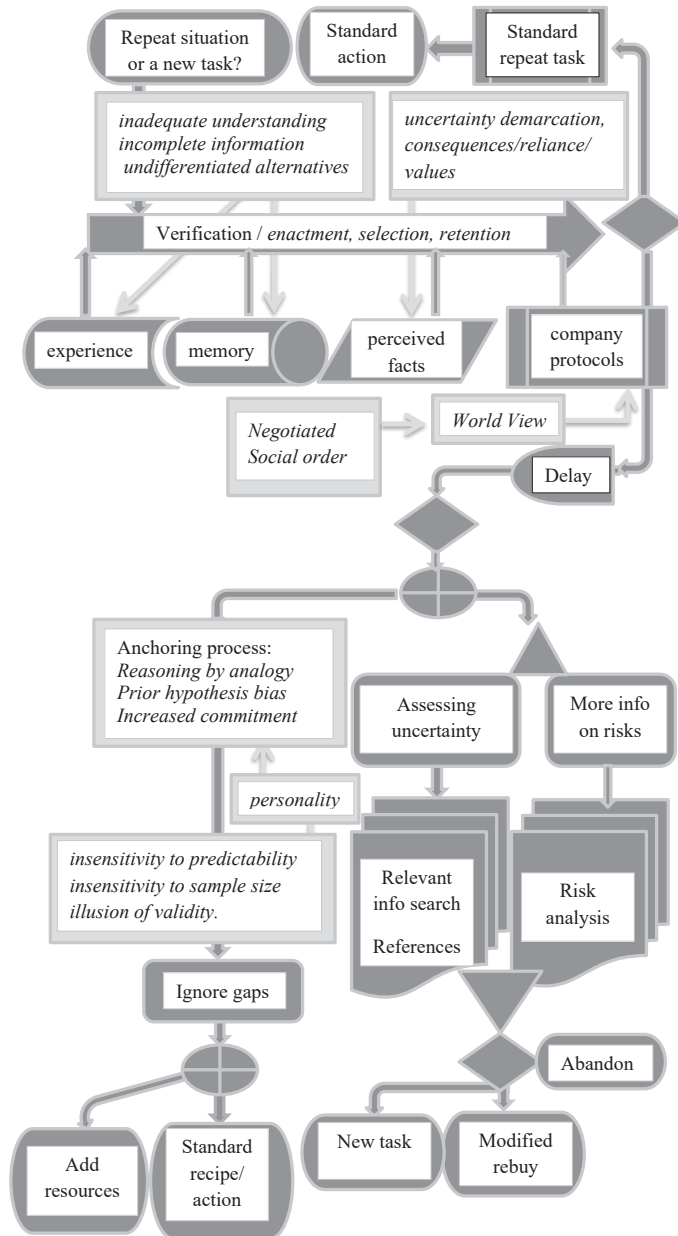 Repeat situation
or a new task?
Standard
action
Standard
repeat task
inadequate understanding
incomplete information
undifferentiated alternatives
uncertainty demarcation,
consequences/reliance/
values
Verification / enactment, selection, retention
experience
memory
perceived
facts
company
protocols
Negotiated
Social order
World View
Delay
Anchoring process:
Reasoning by analogy
Prior hypothesis bias
Increased commitment
Assessing
uncertainty
More info
on risks
personality
insensitivity to predictability
insensitivity to sample size
illusion of validity.
Relevant
info search
References
Risk
analysis
Ignore gaps
Abandon
Add
resources
Standard
recipe/
action
New task
Modified
rebuy